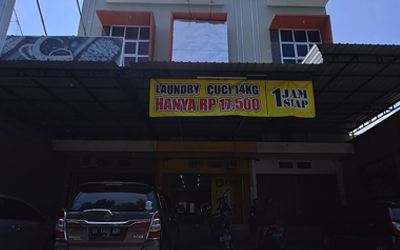 LAUNDRY CUCI 14KG
HANYA RP 17.500
1 JAM
SIAP